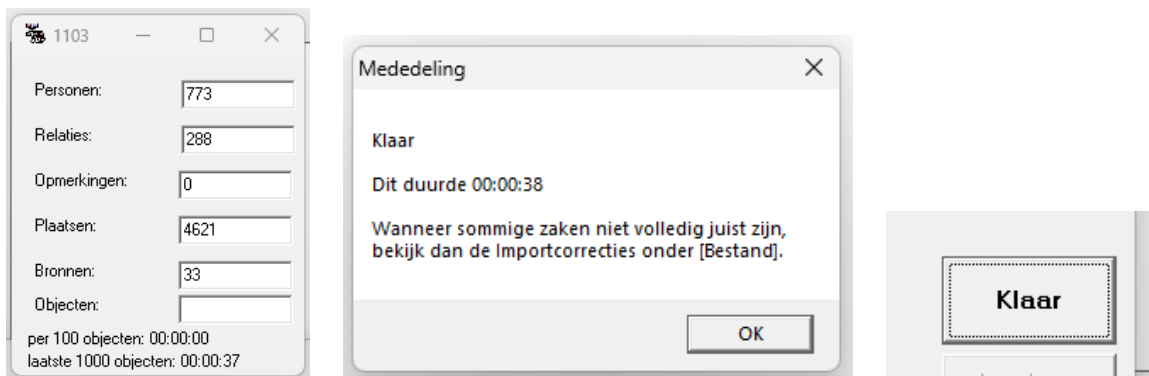 1103
Personen: 773
Relaties: 288
Opmerkingen: 0
Plaatsen: 4621
Bronnen: 33
Objecten:
per 100 objecten: 00:00:00
laatste 1000 objecten: 00:00:37
Mededeling
Klaar
Dit duurde 00:00:38
Wanneer sommige zaken niet volledig juist zijn,
bekijk dan de Importcorrecties onder [Bestand].
OK
Klaar